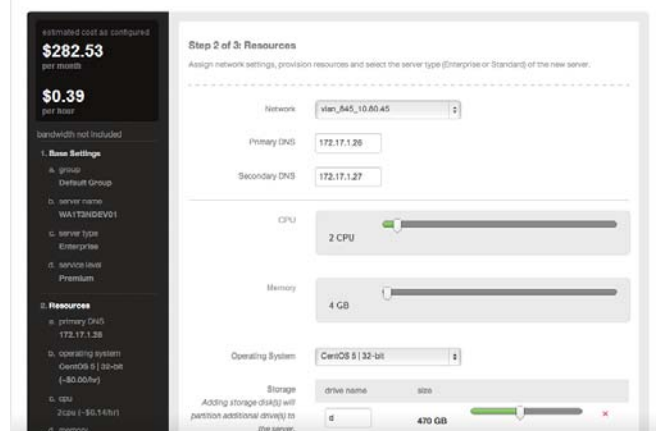 estimated cost as configured
$282.53
per month
$0.39
per hour
bandwidth not included
1. Base Settings
a. group
Default Group
b. server name
WA1T3NDEV01
c. server type
Enterprise
d. service level
Premium
2. Resources
a. primary DNS
172.17.1.26
b. operating system
CentOS 5 | 32-bit
(~$0.00/hr)
c. cpu
2cpu (~$0.14/hr)
d. memory
Step 2 of 3: Resources
Assign network settings, provision resources and select the server type (Enterprise or Standard) of the new server.
Network vlan_645_10.60.45
Primary DNS 172.17.1.26
Secondary DNS 172.17.1.27
CPU 2 CPU
Memory 4 GB
Operating System CentOS 5 | 32-bit
Storage drive name size
Adding storage disk(s) will
partition additional drive(s) to
the server.
d 470 GB